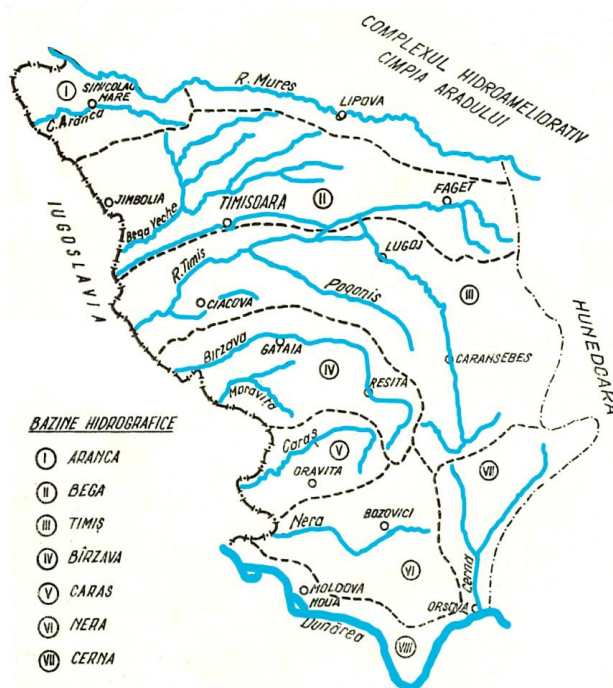 COMPLEXUL HIDROAMELIORATIV
CIMPIA ARADULUI
I
SINICOLAU
MARE
R. Mures
LIPOVA
C. Aranca
JIMBOLIA
II
FAGET
TIMISOARA
Bega Veche
LUGOJ
IUGOSLAVIA
R. Timis
Pogonis
III
CIACOVA
HUNEDOARA
Birzava
GATAIA
CARANSEBES
IV
RESITA
Moravita
BAZINE HIDROGRAFICE
Caras
V
I ARANCA
ORAVITA
VII
II BEGA
Nera
BOZOVICI
III TIMIŞ
IV BÎRZAVA
VI
Cerna
V CARAS
MOLDOVA
NOUA
ORSOVA
VI NERA
Dunărea
VII CERNA
VIII